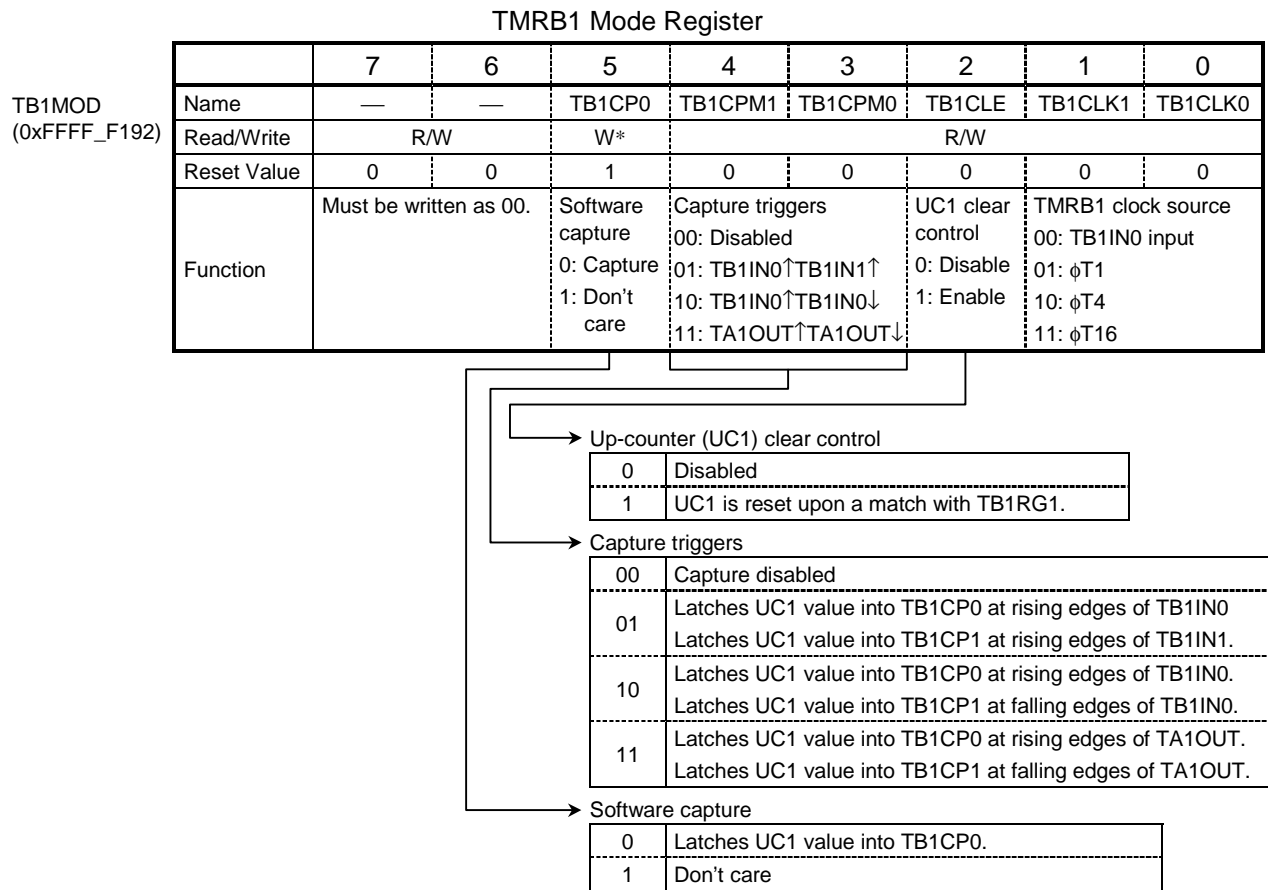 TMRB1 Mode Register
7 6 5 4 3 2 1 0
TB1MOD
(0xFFFF_F192)
Name — — TB1CP0 TB1CPM1 TB1CPM0 TB1CLE TB1CLK1 TB1CLK0
Read/Write R/W W* R/W
Reset Value 0 0 1 0 0 0 0 0
Function
Must be written as 00.
Software
capture
0: Capture
1: Don't
care
Capture triggers
00: Disabled
01: TB1IN0↑TB1IN1↑
10: TB1IN0↑TB1IN0↓
11: TA1OUT↑TA1OUT↓
UC1 clear
control
0: Disable
1: Enable
TMRB1 clock source
00: TB1IN0 input
01: ϕT1
10: ϕT4
11: ϕT16
Up-counter (UC1) clear control
0 Disabled
1 UC1 is reset upon a match with TB1RG1.
Capture triggers
00 Capture disabled
01 Latches UC1 value into TB1CP0 at rising edges of TB1IN0
Latches UC1 value into TB1CP1 at rising edges of TB1IN1.
10 Latches UC1 value into TB1CP0 at rising edges of TB1IN0.
Latches UC1 value into TB1CP1 at falling edges of TB1IN0.
11 Latches UC1 value into TB1CP0 at rising edges of TA1OUT.
Latches UC1 value into TB1CP1 at falling edges of TA1OUT.
Software capture
0 Latches UC1 value into TB1CP0.
1 Don't care